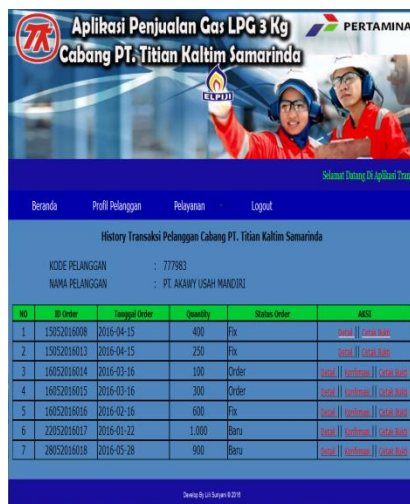 TK
Aplikasi Penjualan Gas LPG 3 Kg
Cabang PT. Titian Kaltim Samarinda
PERTAMINA
ELPIJI
Selamat Datang Di Aplikasi Tran
Beranda Profil Pelanggan Pelayanan Logout
History Transaksi Pelanggan Cabang PT. Titian Kaltim Samarinda
KODE PELANGGAN : 777983
NAMA PELANGGAN : PT. AKAWY USAH MANDIRI
NO ID Order Tanggal Order Quantity Status Order AKSI
1 15052016008 2016-04-15 400 Fix Detail || Cetak Bukti
2 15052016013 2016-04-15 250 Fix Detail || Cetak Bukti
3 16052016014 2016-03-16 100 Order Detail || Konfirmasi || Cetak Bukti
4 16052016015 2016-03-16 300 Order Detail || Konfirmasi || Cetak Bukti
5 16052016016 2016-02-16 600 Fix Detail || Konfirmasi || Cetak Bukti
6 22052016017 2016-01-22 1.000 Baru Detail || Konfirmasi || Cetak Bukti
7 28052016018 2016-05-28 900 Baru Detail || Konfirmasi || Cetak Bukti
Develop By Lili Suriyani © 2016